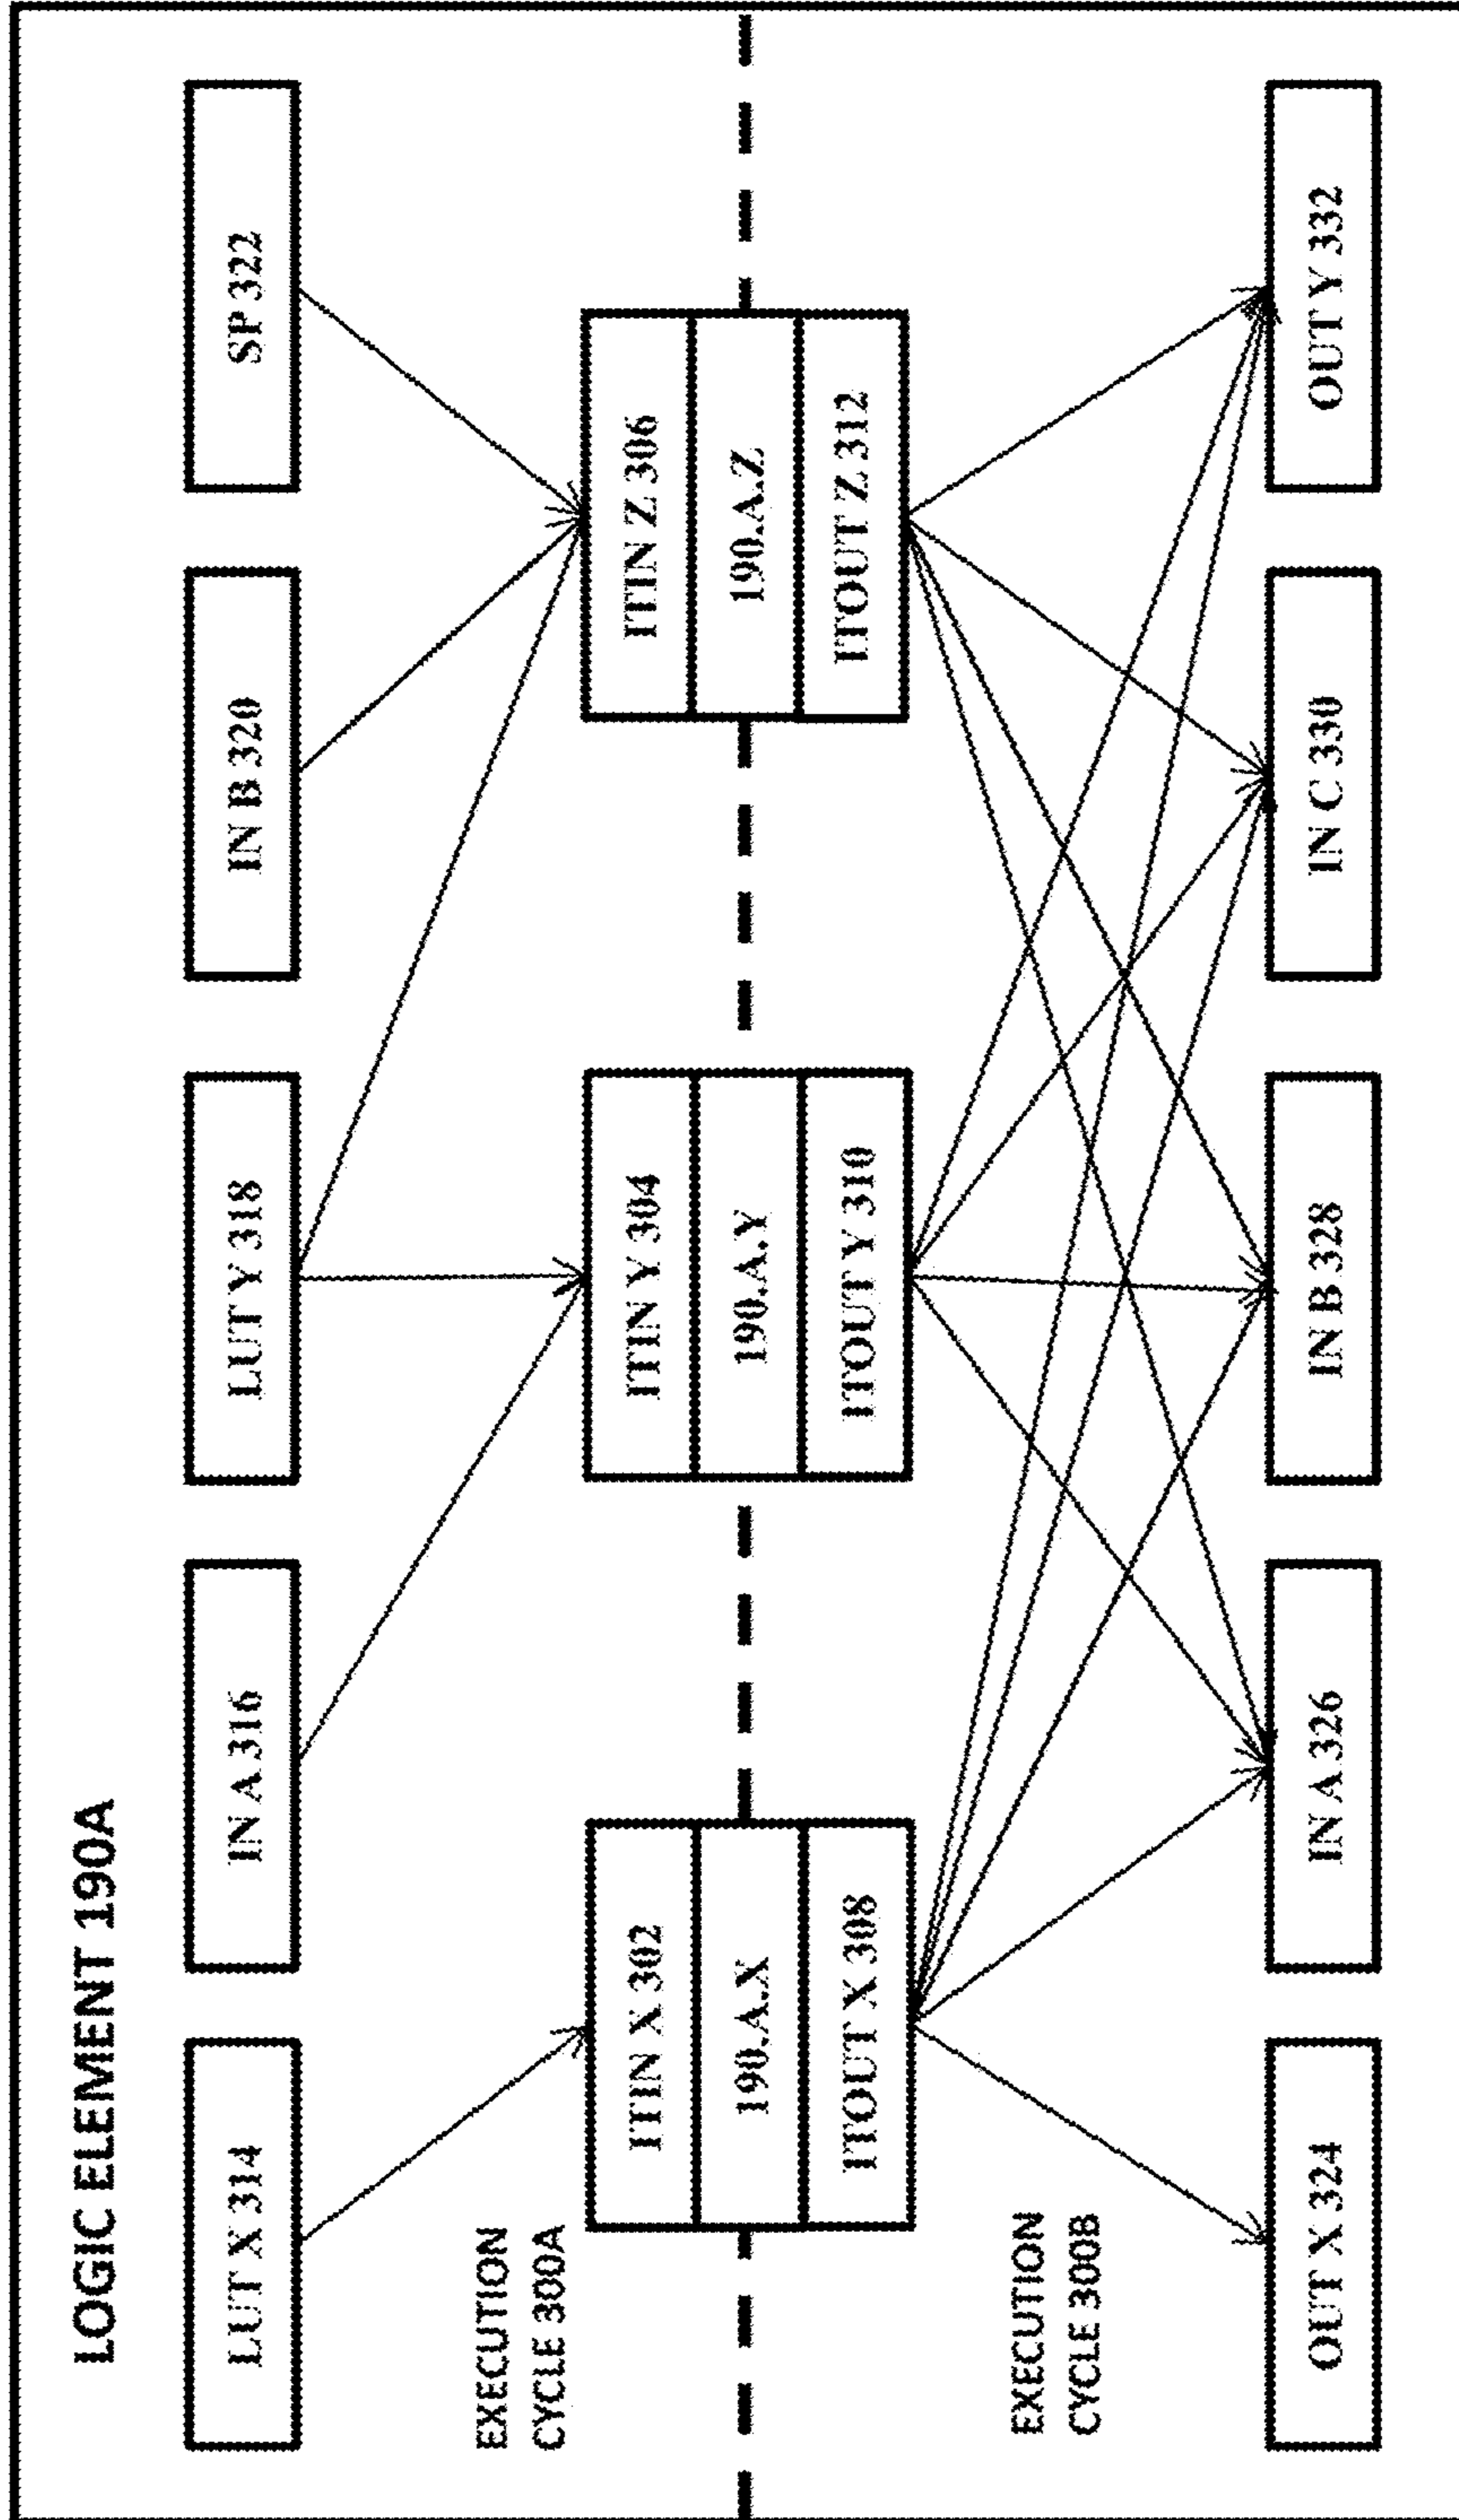 LOGIC ELEMENT 190A
LUT X 314
IN A 316
LUT Y 318
IN B 320
SP 322
EXECUTION
CYCLE 300A
ITIN X 302
190.A.X
ITOUT X 308
ITIN Y 304
190.A.Y
ITOUT Y 310
ITIN Z 306
190.A.Z
ITOUT Z 312
EXECUTION
CYCLE 300B
OUT X 324
IN A 326
IN B 328
IN C 330
OUT Y 332